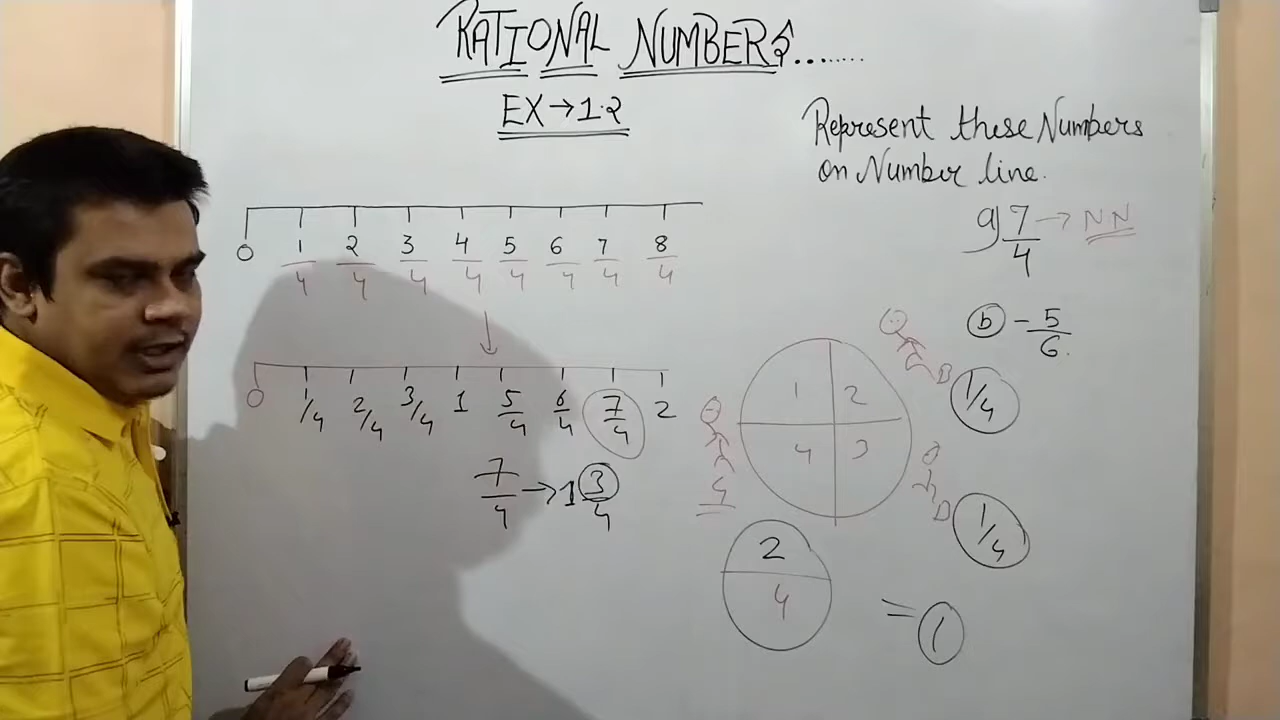 RATIONAL NUMBERS........
EX→1.2
Represent these Numbers
on Number line.
a) 7/4 → NN
b − 5/6.
0 1/4 2/4 3/4 4/4 5/4 6/4 7/4 8/4
0 1/4 2/4 3/4 1 5/4 6/4 7/4 2
7/4 → 1 3/4
1 2
4 3
1/4
4
1/4
2/4
= 1